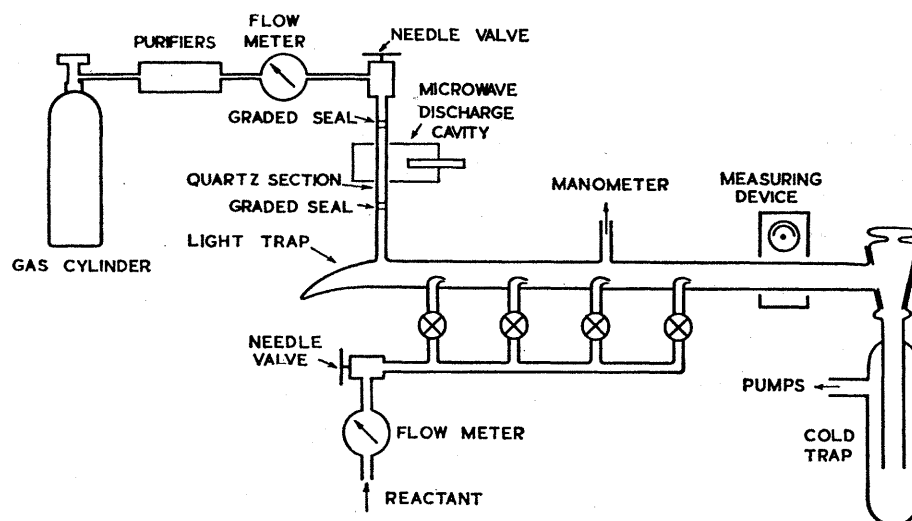 FLOW
METER
PURIFIERS
NEEDLE VALVE
MICROWAVE
DISCHARGE
CAVITY
GRADED SEAL
QUARTZ SECTION
GRADED SEAL
MANOMETER
MEASURING
DEVICE
LIGHT TRAP
GAS CYLINDER
NEEDLE
VALVE
PUMPS
FLOW METER
COLD
TRAP
REACTANT